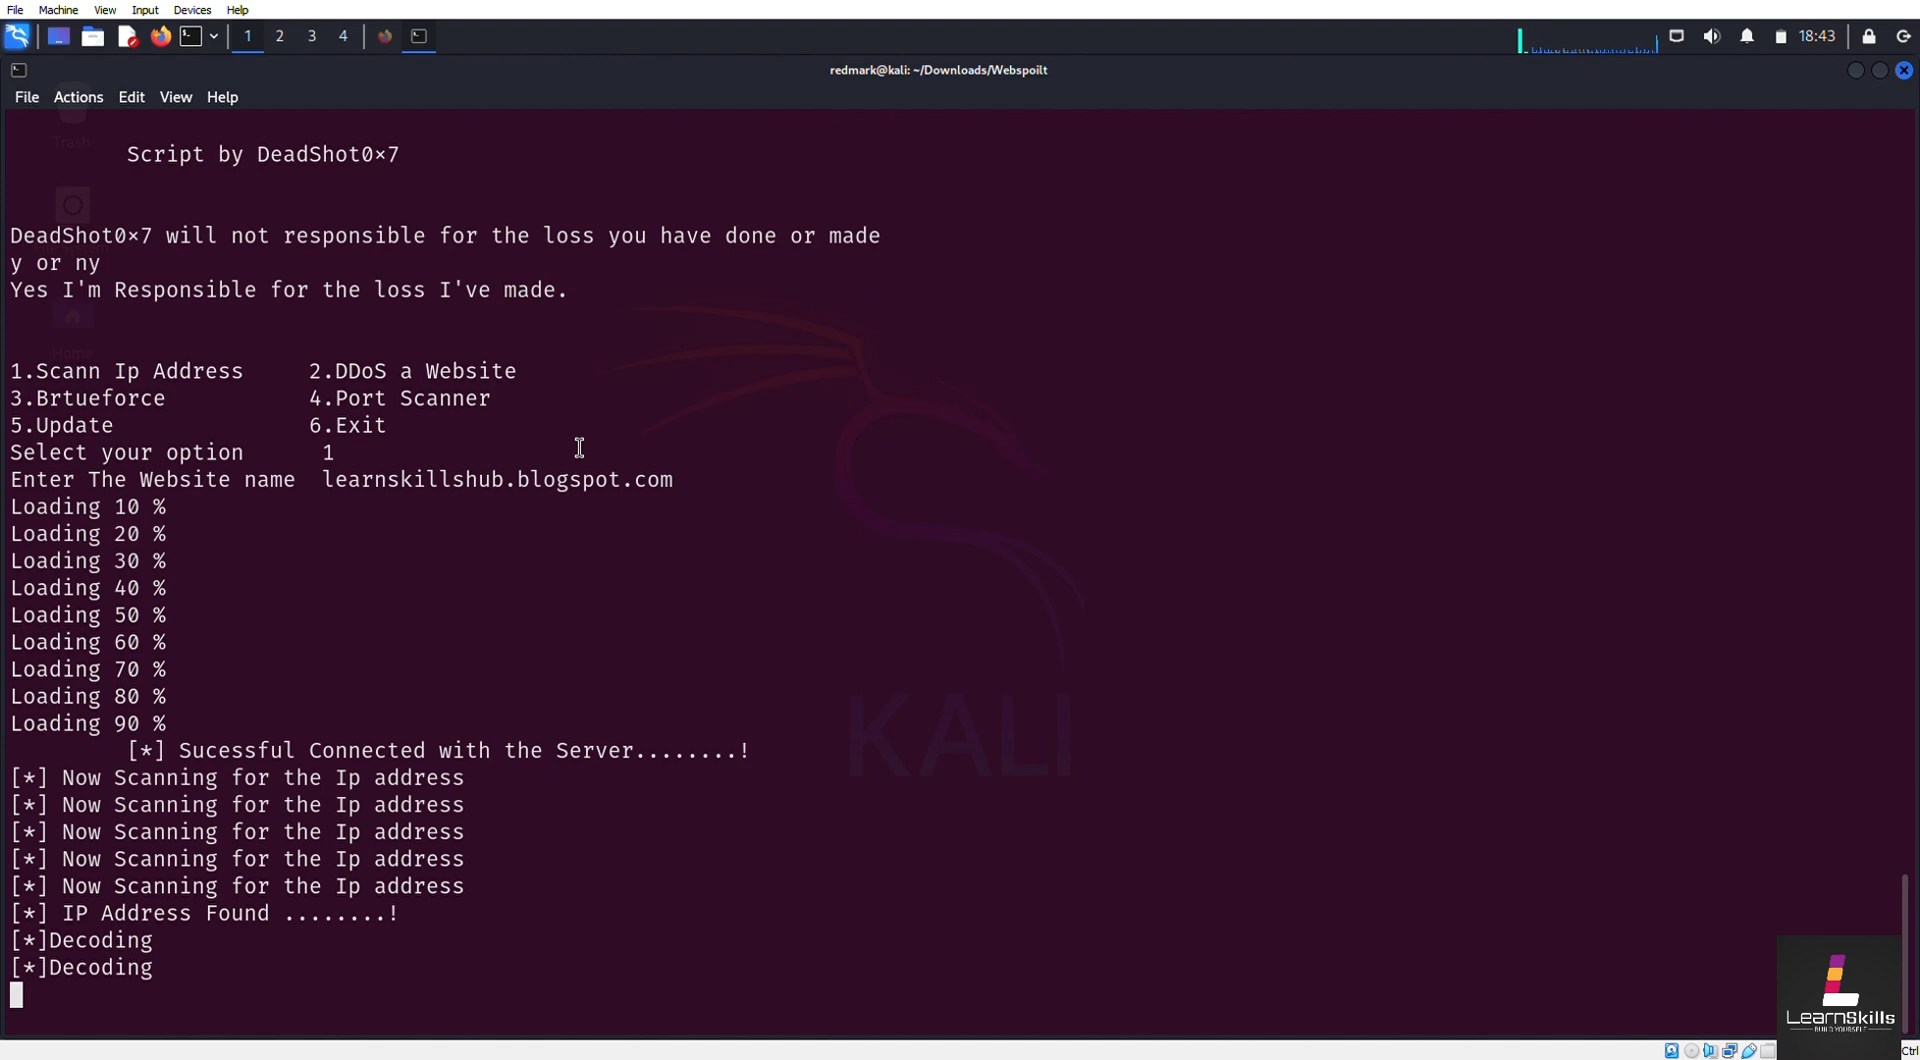 File Machine View Input Devices Help
1 2 3 4 18:43
redmark@kali: ~/Downloads/Webspoilt
File Actions Edit View Help
Trash
Script by DeadShot0×7
DeadShot0×7 will not responsible for the loss you have done or made
y or ny
Yes I'm Responsible for the loss I've made.
Home
1.Scann Ip Address 2.DDoS a Website
3.Brtueforce 4.Port Scanner
5.Update 6.Exit
Select your option 1
Enter The Website name learnskillshub.blogspot.com
Loading 10 %
Loading 20 %
Loading 30 %
Loading 40 %
Loading 50 %
Loading 60 %
Loading 70 %
Loading 80 %
Loading 90 %
KALI
[*] Sucessful Connected with the Server........!
[*] Now Scanning for the Ip address
[*] Now Scanning for the Ip address
[*] Now Scanning for the Ip address
[*] Now Scanning for the Ip address
[*] Now Scanning for the Ip address
[*] IP Address Found ........!
[*]Decoding
[*]Decoding
LearnSkills
BUILD YOURSELF
Ctrl